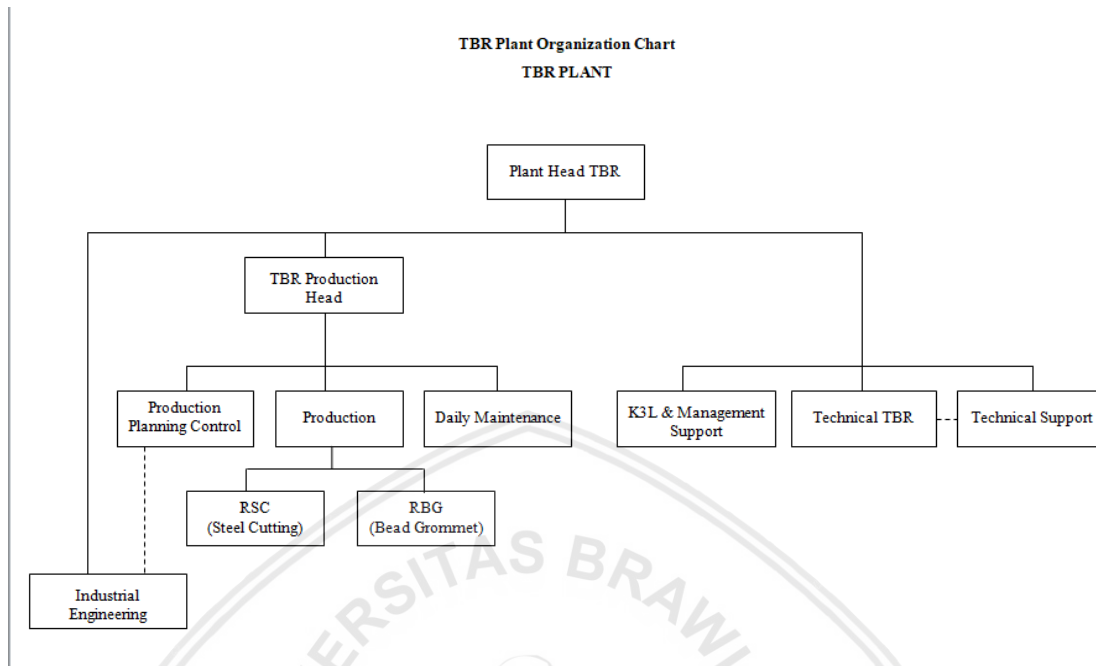 TBR Plant Organization Chart
TBR PLANT
Plant Head TBR
TBR Production
Head
Production
Planning Control
Production
Daily Maintenance
K3L & Management
Support
Technical TBR
Technical Support
RSC
(Steel Cutting)
RBG
(Bead Grommet)
Industrial
Engineering
ERSITAS BRAWI